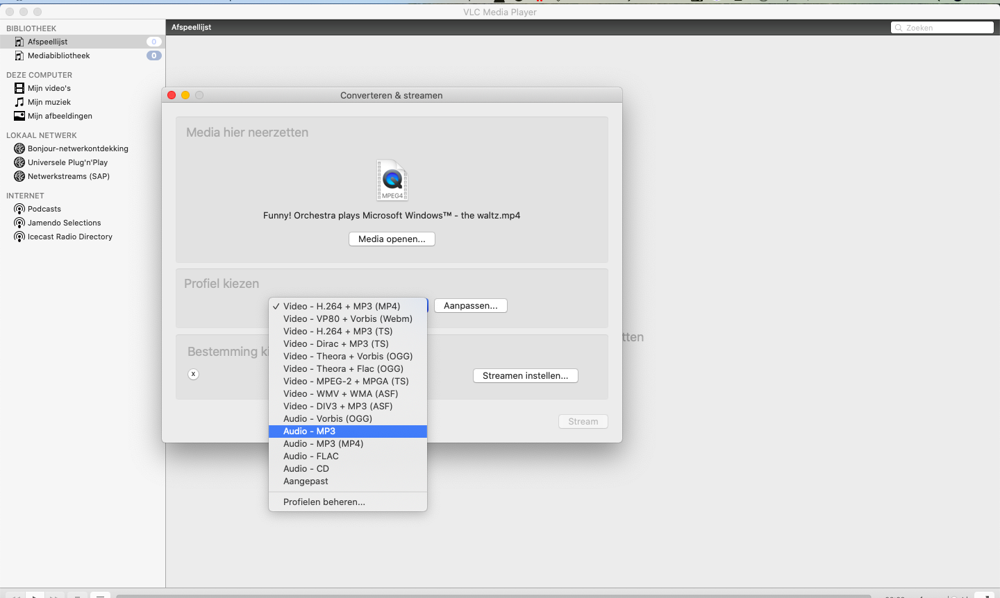 VLC Media Player
BIBLIOTHEEK
Afspeellijst 0
Mediabibliotheek 0
DEZE COMPUTER
Mijn video's
Mijn muziek
Mijn afbeeldingen
LOKAAL NETWERK
Bonjour-netwerkontdekking
Universele Plug'n'Play
Netwerkstreams (SAP)
INTERNET
Podcasts
Jamendo Selections
Icecast Radio Directory
Afspeellijst
Zoeken
Converteren & streamen
Media hier neerzetten
MPEG4
Funny! Orchestra plays Microsoft Windows™ - the waltz.mp4
Media openen...
Profiel kiezen
Aanpassen...
Video - H.264 + MP3 (MP4)
Video - VP80 + Vorbis (Webm)
Video - H.264 + MP3 (TS)
Video - Dirac + MP3 (TS)
Video - Theora + Vorbis (OGG)
Video - Theora + Flac (OGG)
Video - MPEG-2 + MPGA (TS)
Video - WMV + WMA (ASF)
Video - DIV3 + MP3 (ASF)
Audio - Vorbis (OGG)
Audio - MP3
Audio - MP3 (MP4)
Audio - FLAC
Audio - CD
Aangepast
Profielen beheren...
Bestemming k
x
Streamen instellen...
Stream
tten